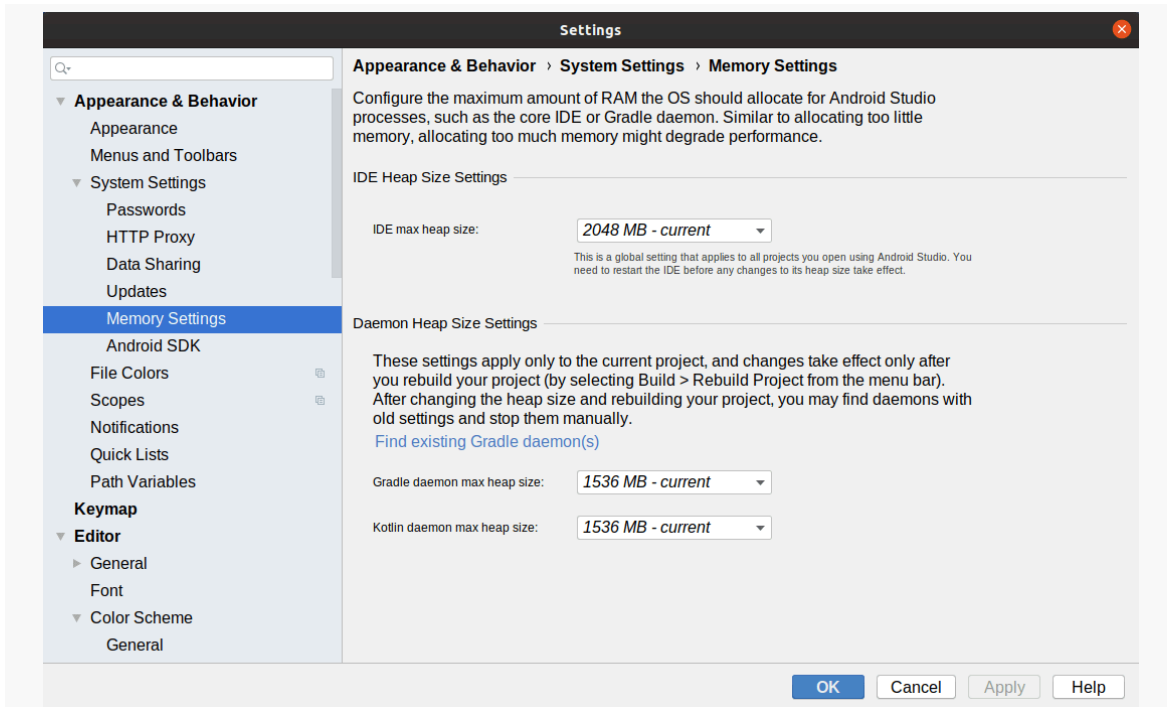 Settings
Appearance & Behavior › System Settings › Memory Settings
Appearance & Behavior
Appearance
Menus and Toolbars
System Settings
Passwords
HTTP Proxy
Data Sharing
Updates
Memory Settings
Android SDK
File Colors
Scopes
Notifications
Quick Lists
Path Variables
Keymap
Editor
General
Font
Color Scheme
General
Configure the maximum amount of RAM the OS should allocate for Android Studio
processes, such as the core IDE or Gradle daemon. Similar to allocating too little
memory, allocating too much memory might degrade performance.
IDE Heap Size Settings
IDE max heap size: 2048 MB - current
This is a global setting that applies to all projects you open using Android Studio. You
need to restart the IDE before any changes to its heap size take effect.
Daemon Heap Size Settings
These settings apply only to the current project, and changes take effect only after
you rebuild your project (by selecting Build > Rebuild Project from the menu bar).
After changing the heap size and rebuilding your project, you may find daemons with
old settings and stop them manually.
Find existing Gradle daemon(s)
Gradle daemon max heap size: 1536 MB - current
Kotlin daemon max heap size: 1536 MB - current
OK Cancel Apply Help